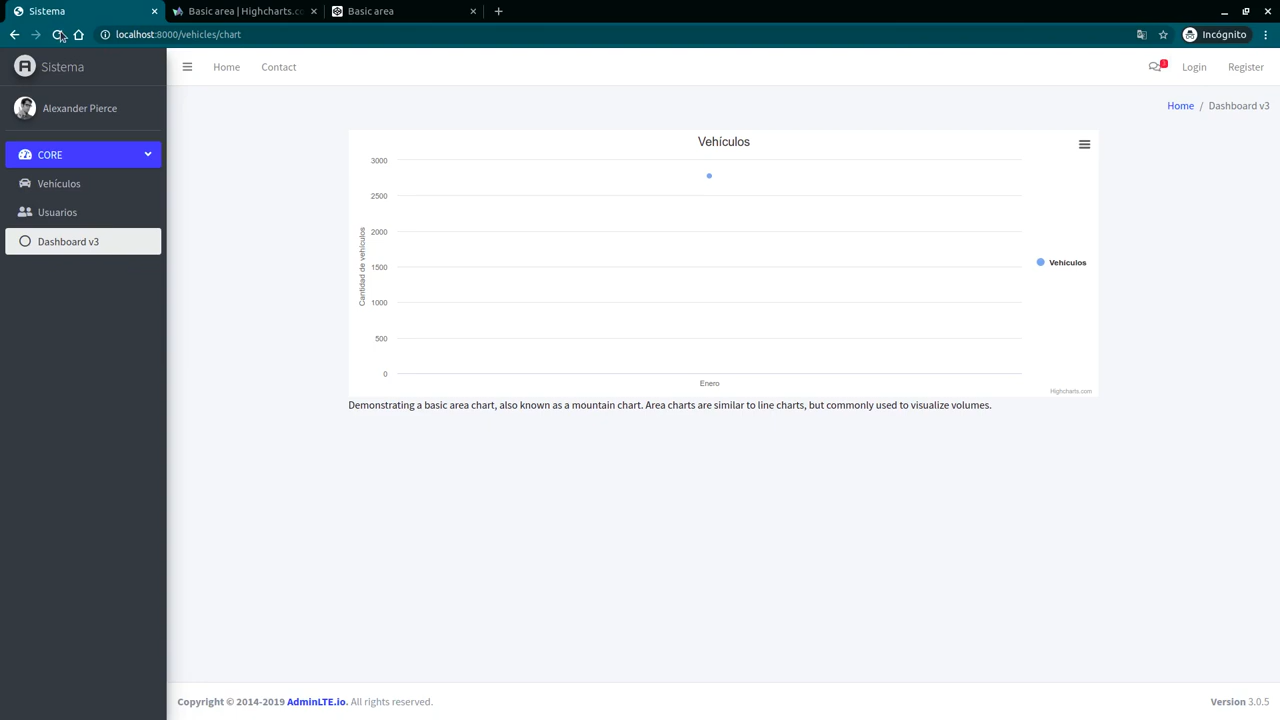 Sistema
Basic area | Highcharts.co
Basic area
localhost:8000/vehicles/chart
Incógnito
Sistema
Home
Contact
Login
Register
Alexander Pierce
Home / Dashboard v3
CORE
Vehículos
Usuarios
Dashboard v3
Vehículos
3000
2500
2000
1500
1000
500
0
Cantidad de vehículos
Vehículos
Enero
Highcharts.com
Demonstrating a basic area chart, also known as a mountain chart. Area charts are similar to line charts, but commonly used to visualize volumes.
Copyright © 2014-2019 AdminLTE.io. All rights reserved.
Version 3.0.5